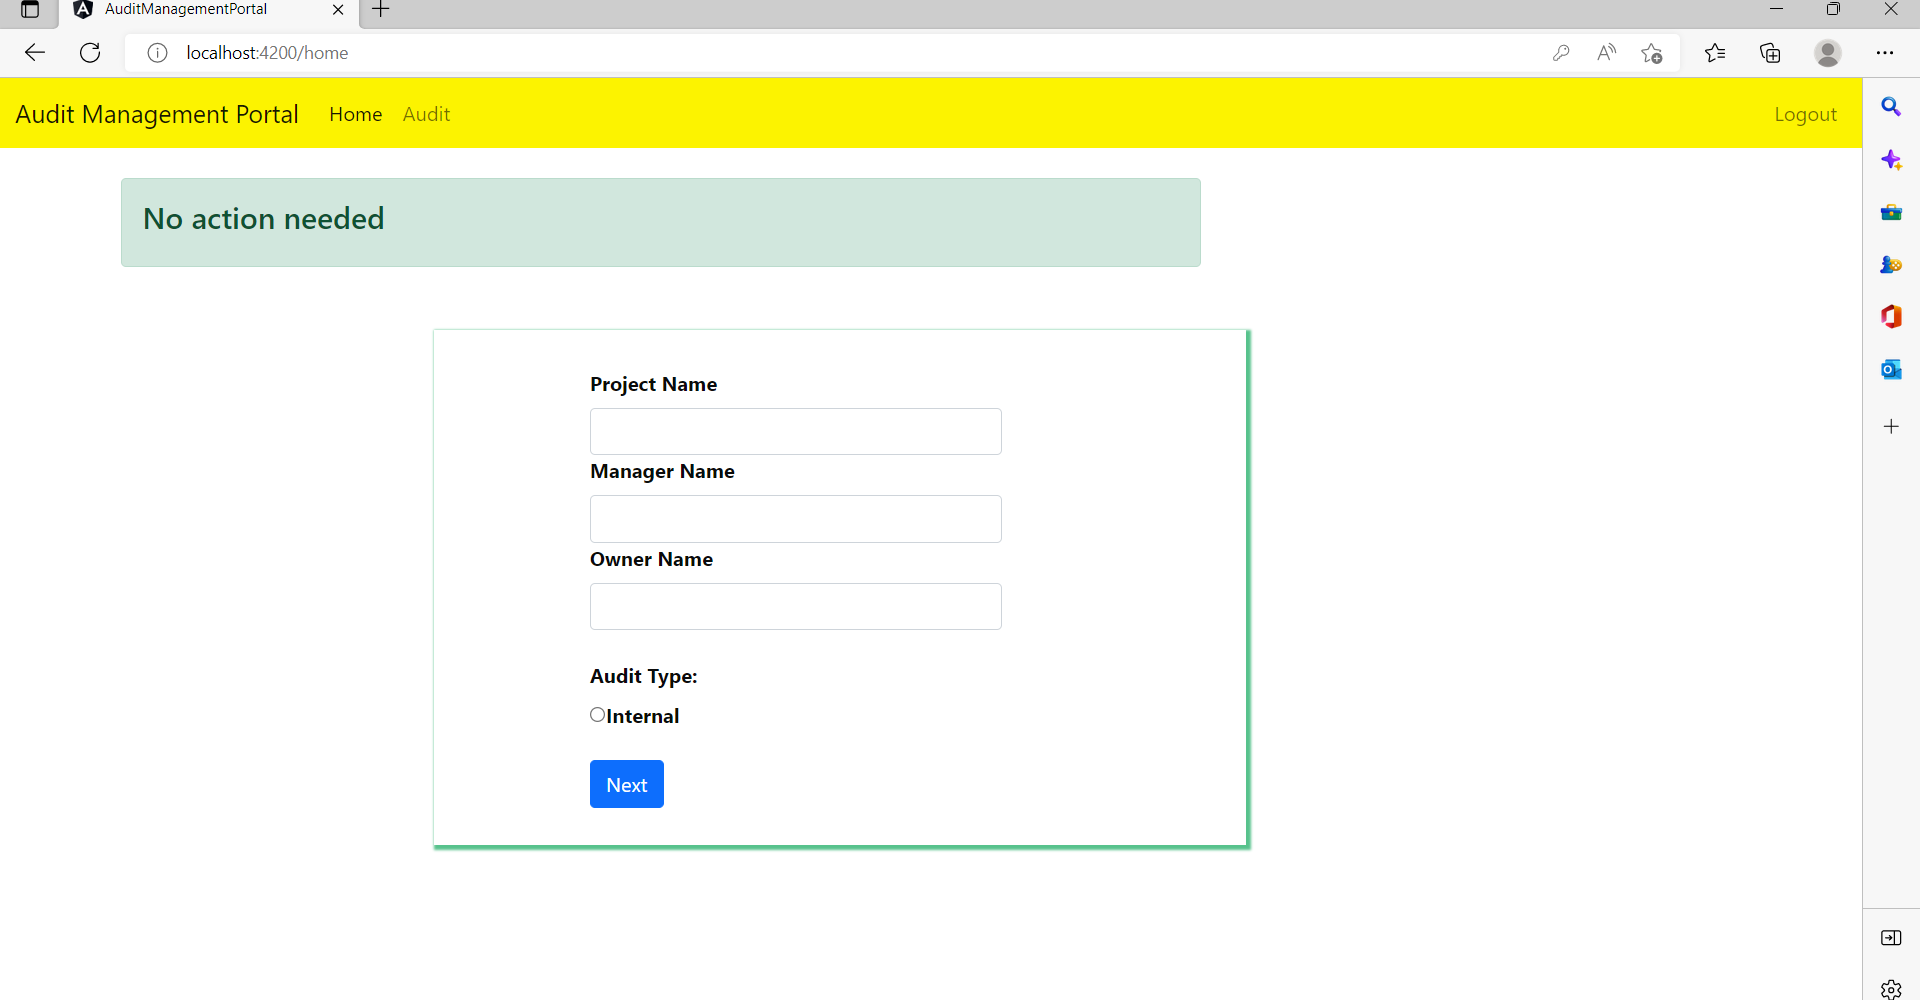 AuditManagementPortal
localhost:4200/home
Audit Management Portal Home Audit Logout
No action needed
Project Name
Manager Name
Owner Name
Audit Type:
Internal
Next